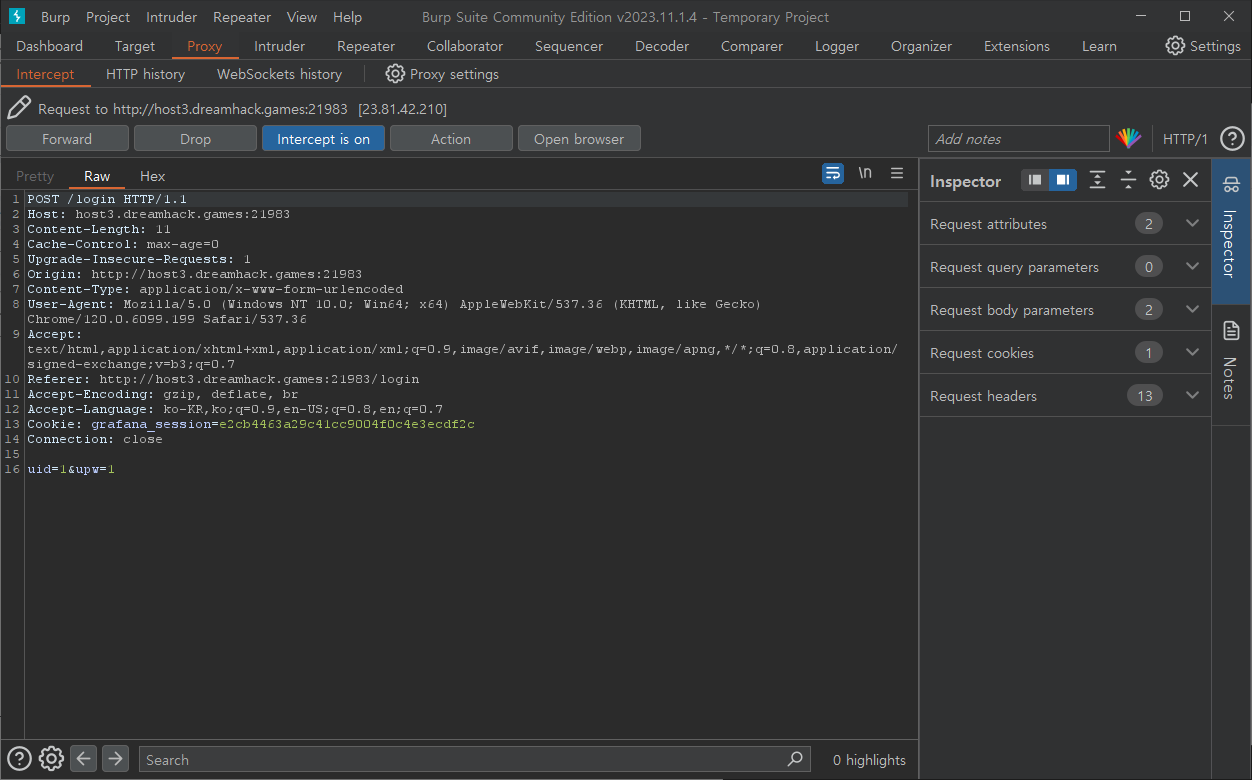 Burp Project Intruder Repeater View Help Burp Suite Community Edition v2023.11.1.4 - Temporary Project
Dashboard Target Proxy Intruder Repeater Collaborator Sequencer Decoder Comparer Logger Organizer Extensions Learn Settings
Intercept HTTP history WebSockets history Proxy settings
Request to http://host3.dreamhack.games:21983 [23.81.42.210]
Forward Drop Intercept is on Action Open browser Add notes HTTP/1 ?
Pretty Raw Hex \n
1 POST /login HTTP/1.1
2 Host: host3.dreamhack.games:21983
3 Content-Length: 11
4 Cache-Control: max-age=0
5 Upgrade-Insecure-Requests: 1
6 Origin: http://host3.dreamhack.games:21983
7 Content-Type: application/x-www-form-urlencoded
8 User-Agent: Mozilla/5.0 (Windows NT 10.0; Win64; x64) AppleWebKit/537.36 (KHTML, like Gecko)
Chrome/120.0.6099.199 Safari/537.36
9 Accept:
text/html,application/xhtml+xml,application/xml;q=0.9,image/avif,image/webp,image/apng,*/*;q=0.8,application/
signed-exchange;v=b3;q=0.7
10 Referer: http://host3.dreamhack.games:21983/login
11 Accept-Encoding: gzip, deflate, br
12 Accept-Language: ko-KR,ko;q=0.9,en-US;q=0.8,en;q=0.7
13 Cookie: grafana_session=e2cb4463a29c41cc9004f0c4e3ecdf2c
14 Connection: close
15
16 uid=1&upw=1
Inspector
Request attributes 2
Request query parameters 0
Request body parameters 2
Request cookies 1
Request headers 13
Inspector
Notes
? Search 0 highlights